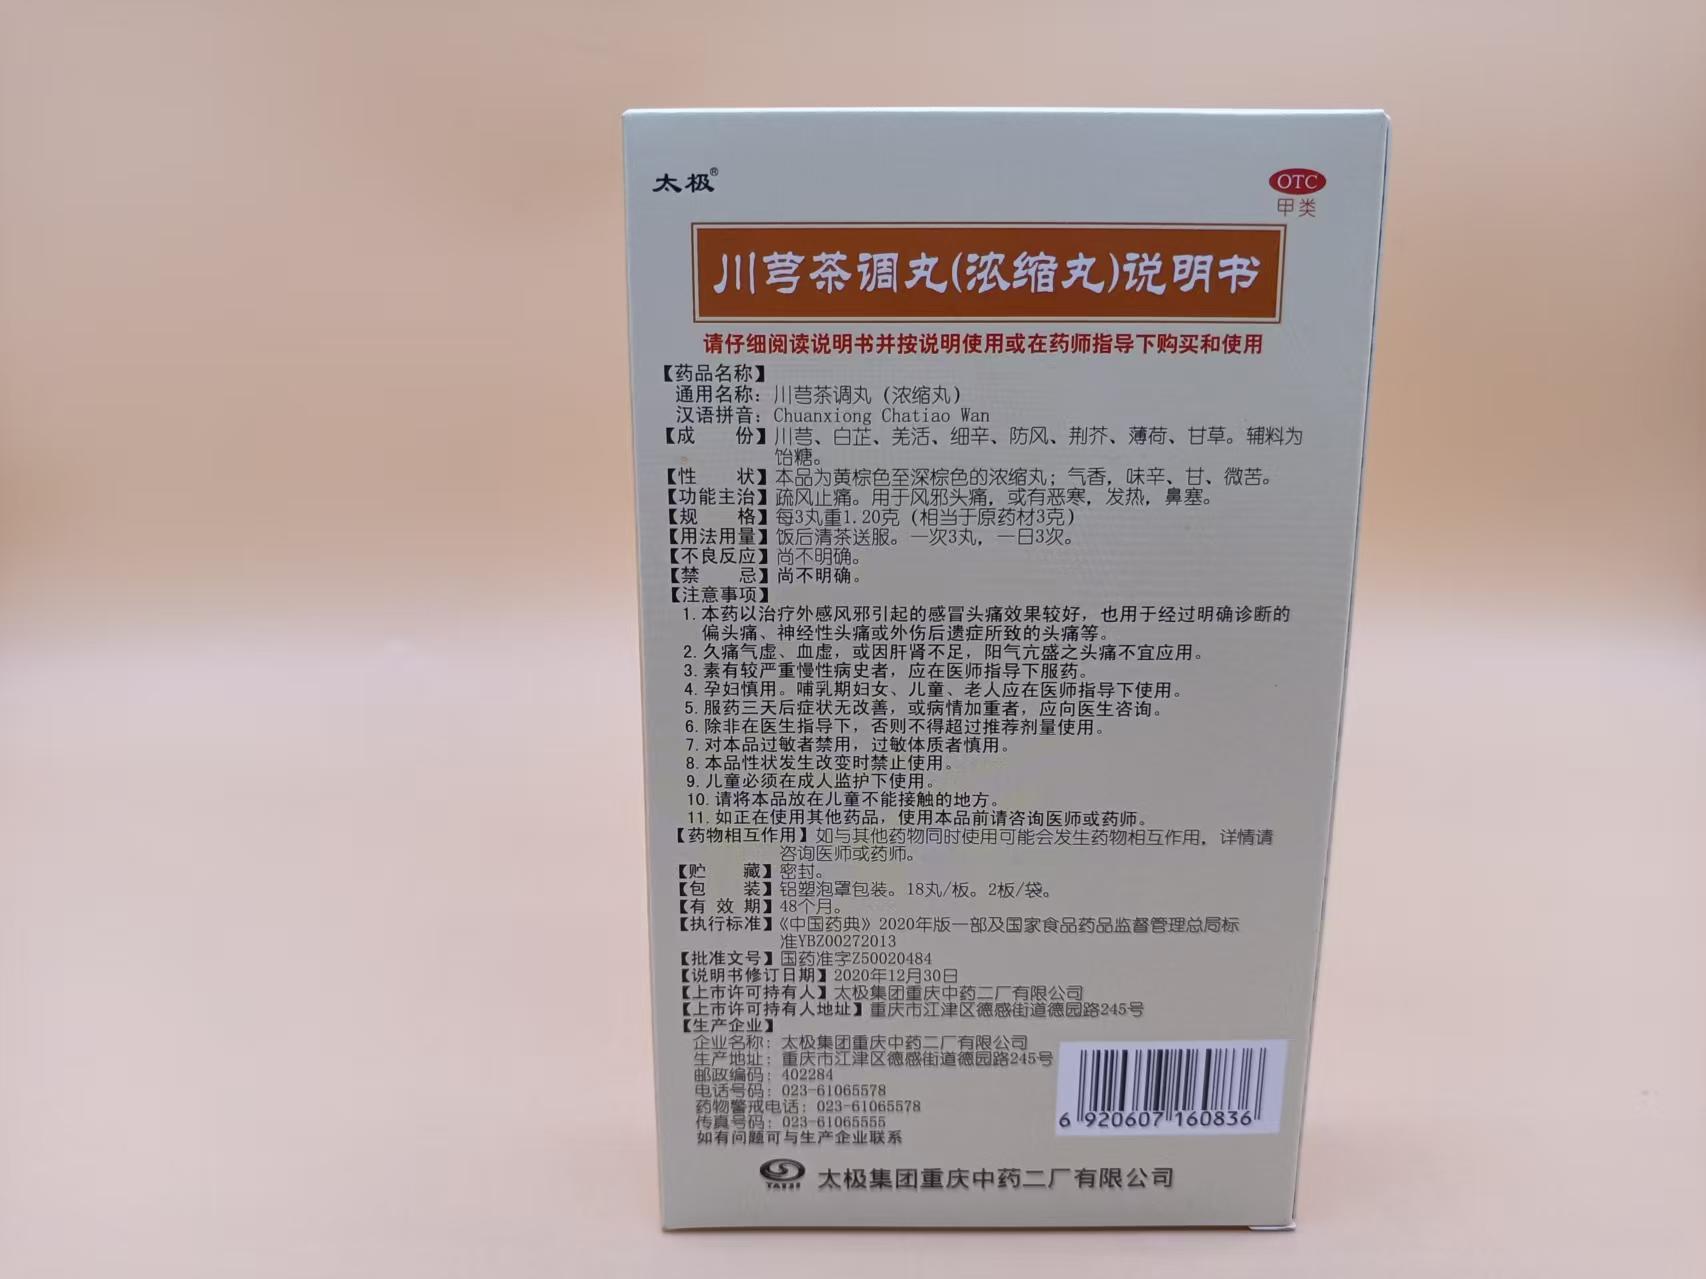 太极®
OTC
甲类
川芎茶调丸(浓缩丸)说明书
请仔细阅读说明书并按说明使用或在药师指导下购买和使用
【药品名称】
通用名称：川芎茶调丸（浓缩丸）
汉语拼音：Chuanxiong Chatiao Wan
【成 份】川芎、白芷、羌活、细辛、防风、荆芥、薄荷、甘草。辅料为
饴糖。
【性 状】本品为黄棕色至深棕色的浓缩丸；气香，味辛、甘、微苦。
【功能主治】疏风止痛。用于风邪头痛，或有恶寒，发热，鼻塞。
【规 格】每3丸重1.20克（相当于原药材3克）
【用法用量】饭后清茶送服。一次3丸，一日3次。
【不良反应】尚不明确。
【禁 忌】尚不明确。
【注意事项】
1. 本药以治疗外感风邪引起的感冒头痛效果较好，也用于经过明确诊断的
偏头痛、神经性头痛或外伤后遗症所致的头痛等。
2. 久痛气虚、血虚，或因肝肾不足，阳气亢盛之头痛不宜应用。
3. 素有较严重慢性病史者，应在医师指导下服药。
4. 孕妇慎用。哺乳期妇女、儿童、老人应在医师指导下使用。
5. 服药三天后症状无改善，或病情加重者，应向医生咨询。
6. 除非在医生指导下，否则不得超过推荐剂量使用。
7. 对本品过敏者禁用，过敏体质者慎用。
8. 本品性状发生改变时禁止使用。
9. 儿童必须在成人监护下使用。
10. 请将本品放在儿童不能接触的地方。
11. 如正在使用其他药品，使用本品前请咨询医师或药师。
【药物相互作用】如与其他药物同时使用可能会发生药物相互作用，详情请
咨询医师或药师。
【贮 藏】密封。
【包 装】铝塑泡罩包装。18丸/板。2板/袋。
【有 效 期】48个月。
【执行标准】《中国药典》2020年版一部及国家食品药品监督管理总局标
准YBZ00272013
【批准文号】国药准字Z50020484
【说明书修订日期】2020年12月30日
【上市许可持有人】太极集团重庆中药二厂有限公司
【上市许可持有人地址】重庆市江津区德感街道德园路245号
【生产企业】
企业名称：太极集团重庆中药二厂有限公司
生产地址：重庆市江津区德感街道德园路245号
邮政编码：402284
电话号码：023-61065578
药物警戒电话：023-61065578
传真号码：023-61065555
如有问题可与生产企业联系
6 920607 160836
TAIJI 太极集团重庆中药二厂有限公司